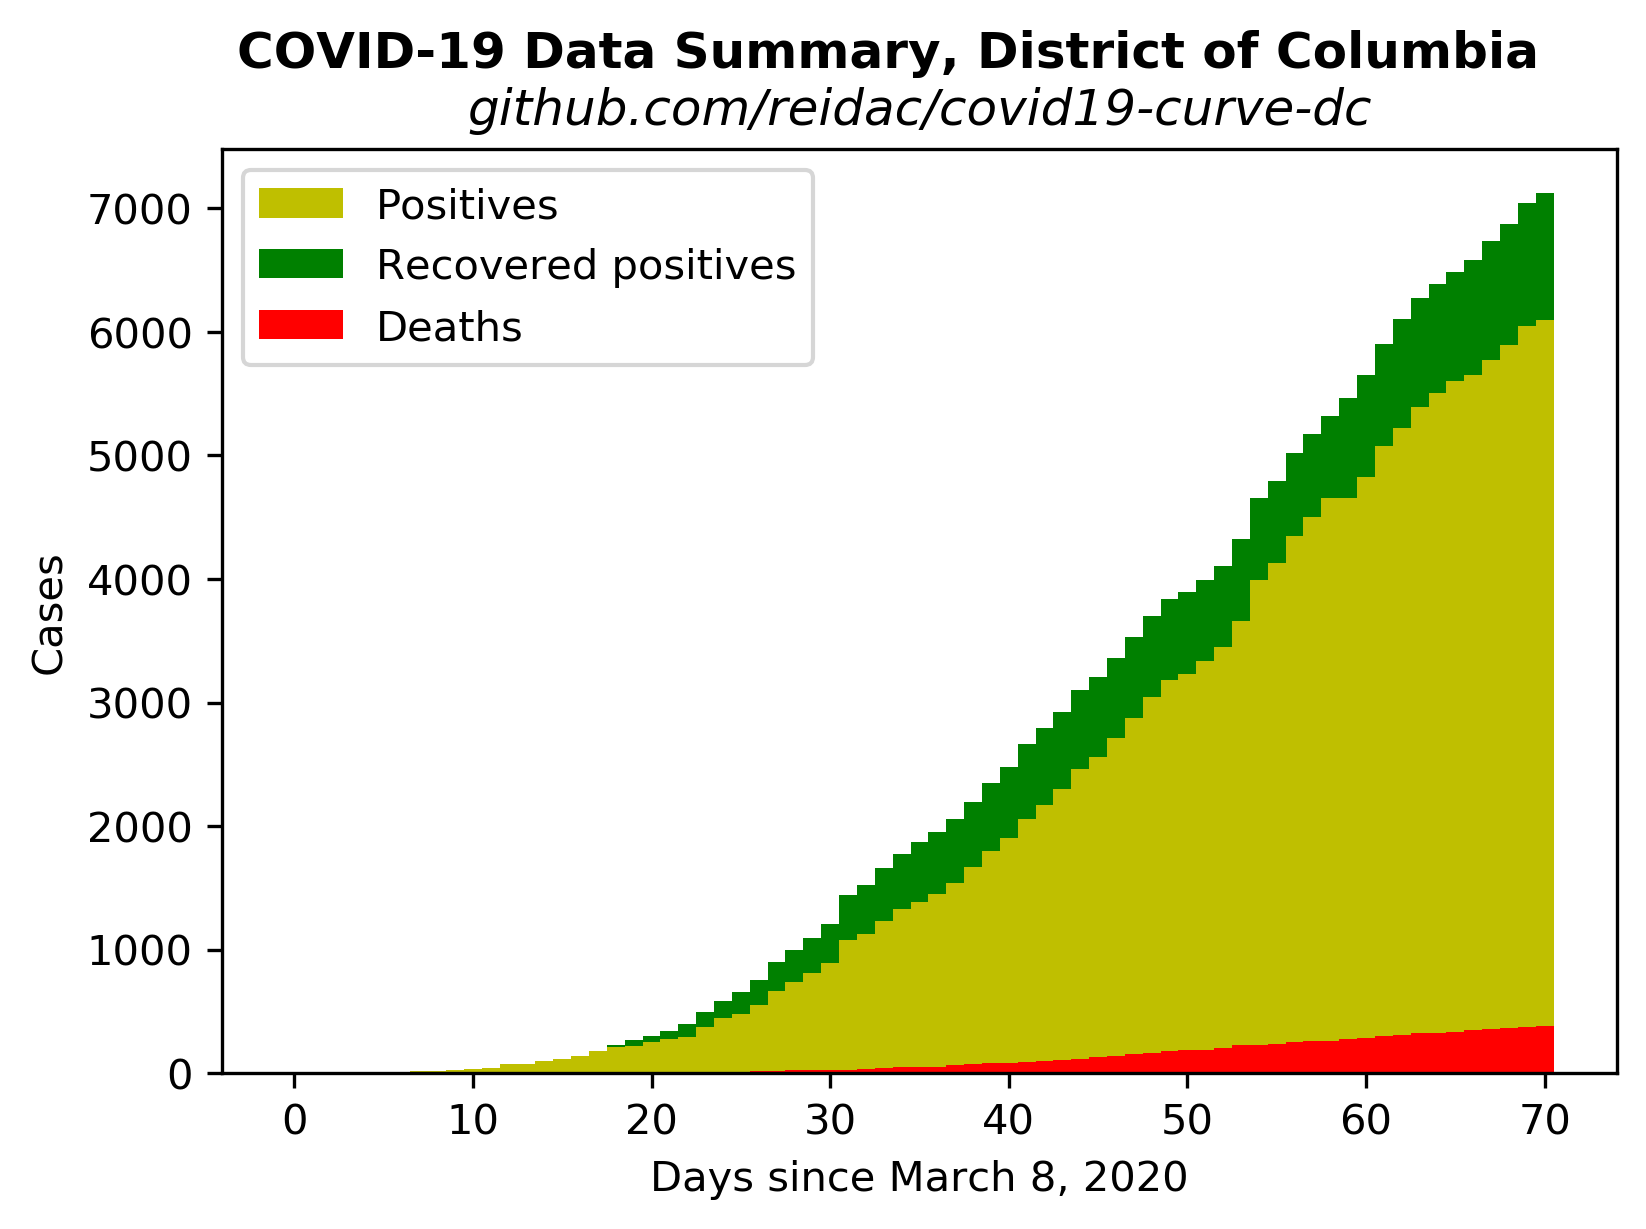 COVID-19 Data Summary, District of Columbia
github.com/reidac/covid19-curve-dc
Positives
Recovered positives
Deaths
7000
6000
5000
4000
3000
2000
1000
0
Cases
0 10 20 30 40 50 60 70
Days since March 8, 2020